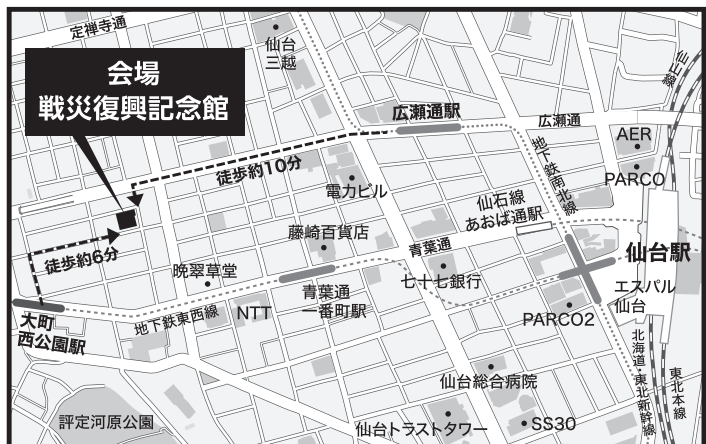 定禅寺通
仙台
三越
仙山線
会場
戦災復興記念館
広瀬通駅
広瀬通
AER
PARCO
地下鉄南北線
徒歩約10分
電力ビル
仙石線
あおば通駅
藤崎百貨店
青葉通
仙台駅
徒歩約6分
晩翠草堂
七十七銀行
エスパル
仙台
青葉通
一番町駅
NTT
PARCO2
大町
西公園駅
地下鉄東西線
北海道・東北新幹線
東北本線
仙台総合病院
評定河原公園
仙台トラストタワー
SS30